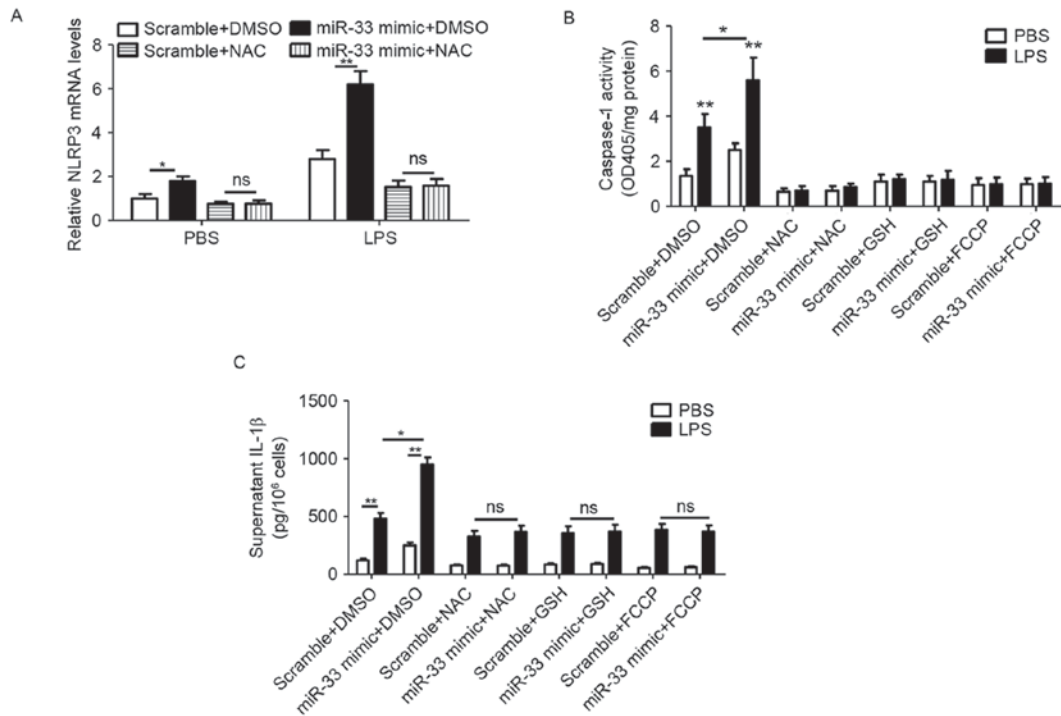 A
Scramble+DMSO
miR-33 mimic+DMSO
Scramble+NAC
miR-33 mimic+NAC
Relative NLRP3 mRNA levels
8
6
4
2
0
*
ns
**
ns
PBS
LPS
B
PBS
LPS
Caspase-1 activity
(OD405/mg protein)
8
6
4
2
0
**
*
**
Scramble+DMSO
miR-33 mimic+DMSO
Scramble+NAC
miR-33 mimic+NAC
Scramble+GSH
miR-33 mimic+GSH
Scramble+FCCP
miR-33 mimic+FCCP
C
PBS
LPS
Supernatant IL-1β
(pg/10⁶ cells)
1500
1000
500
0
**
*
**
ns
ns
ns
Scramble+DMSO
miR-33 mimic+DMSO
Scramble+NAC
miR-33 mimic+NAC
Scramble+GSH
miR-33 mimic+GSH
Scramble+FCCP
miR-33 mimic+FCCP